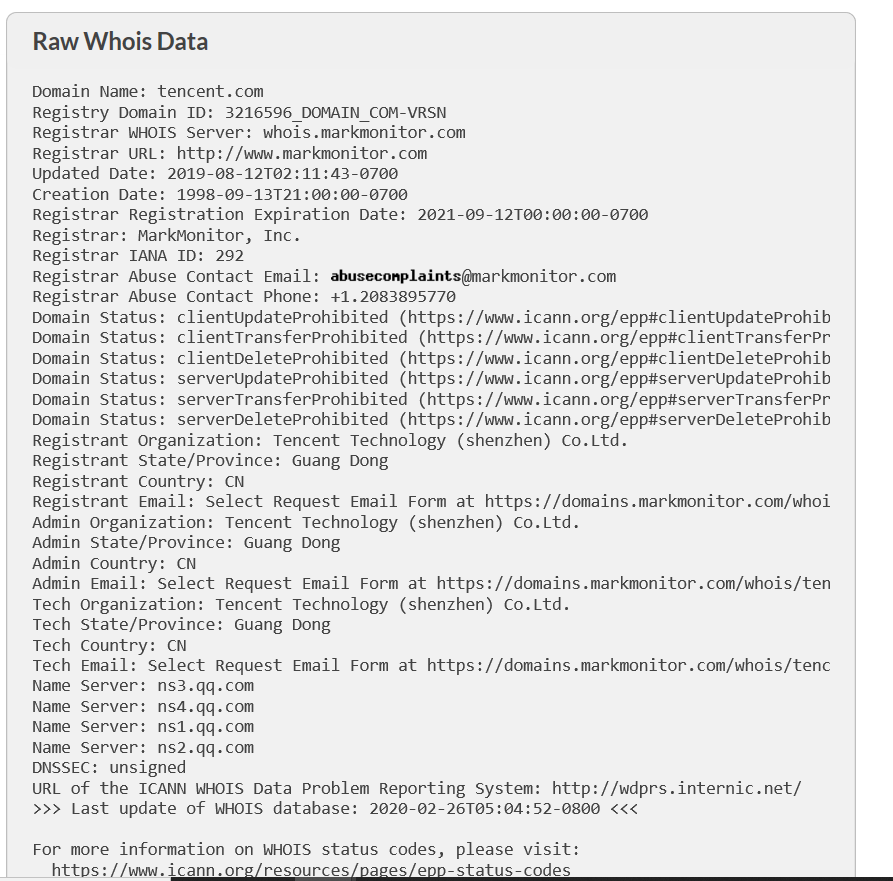 Raw Whois Data
Domain Name: tencent.com
Registry Domain ID: 3216596_DOMAIN_COM-VRSN
Registrar WHOIS Server: whois.markmonitor.com
Registrar URL: http://www.markmonitor.com
Updated Date: 2019-08-12T02:11:43-0700
Creation Date: 1998-09-13T21:00:00-0700
Registrar Registration Expiration Date: 2021-09-12T00:00:00-0700
Registrar: MarkMonitor, Inc.
Registrar IANA ID: 292
Registrar Abuse Contact Email: abusecomplaints@markmonitor.com
Registrar Abuse Contact Phone: +1.2083895770
Domain Status: clientUpdateProhibited (https://www.icann.org/epp#clientUpdateProhib
Domain Status: clientTransferProhibited (https://www.icann.org/epp#clientTransferPr
Domain Status: clientDeleteProhibited (https://www.icann.org/epp#clientDeleteProhib
Domain Status: serverUpdateProhibited (https://www.icann.org/epp#serverUpdateProhib
Domain Status: serverTransferProhibited (https://www.icann.org/epp#serverTransferPr
Domain Status: serverDeleteProhibited (https://www.icann.org/epp#serverDeleteProhib
Registrant Organization: Tencent Technology (shenzhen) Co.Ltd.
Registrant State/Province: Guang Dong
Registrant Country: CN
Registrant Email: Select Request Email Form at https://domains.markmonitor.com/whoi
Admin Organization: Tencent Technology (shenzhen) Co.Ltd.
Admin State/Province: Guang Dong
Admin Country: CN
Admin Email: Select Request Email Form at https://domains.markmonitor.com/whois/ten
Tech Organization: Tencent Technology (shenzhen) Co.Ltd.
Tech State/Province: Guang Dong
Tech Country: CN
Tech Email: Select Request Email Form at https://domains.markmonitor.com/whois/tenc
Name Server: ns3.qq.com
Name Server: ns4.qq.com
Name Server: ns1.qq.com
Name Server: ns2.qq.com
DNSSEC: unsigned
URL of the ICANN WHOIS Data Problem Reporting System: http://wdprs.internic.net/
>>> Last update of WHOIS database: 2020-02-26T05:04:52-0800 <<<
For more information on WHOIS status codes, please visit:
https://www.icann.org/resources/pages/epp-status-codes